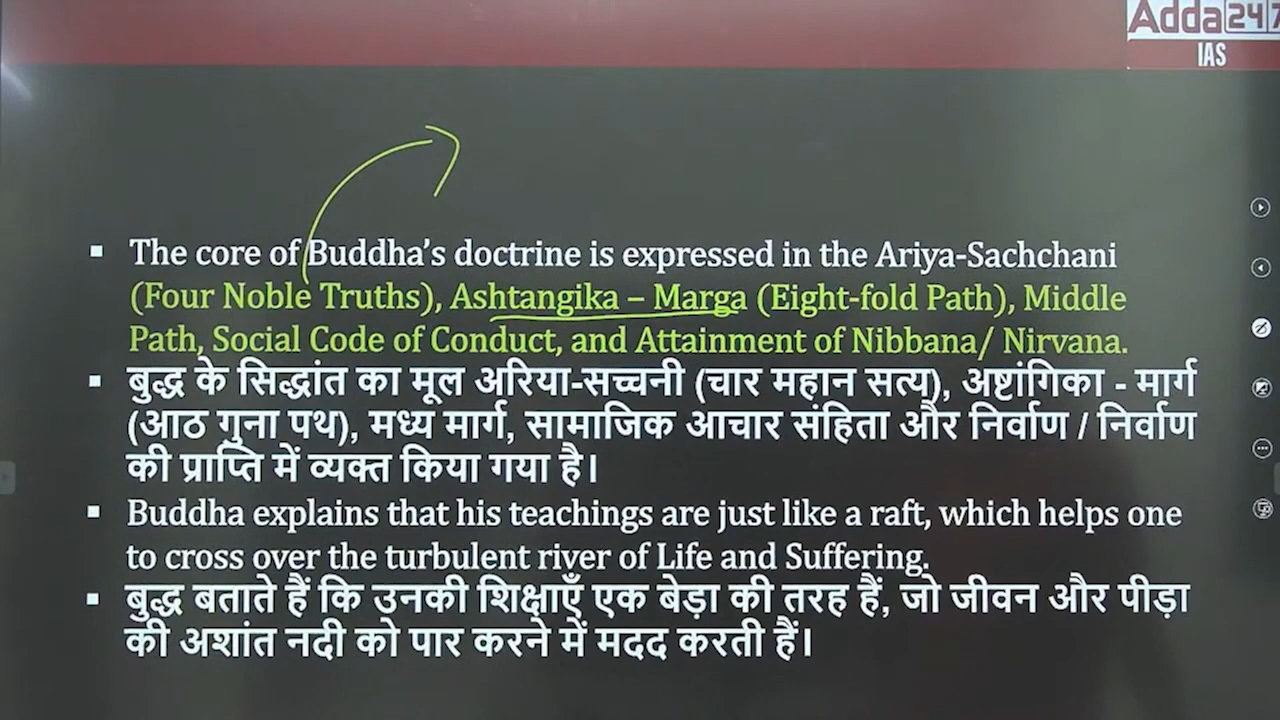 Adda247
IAS
▪ The core of Buddha's doctrine is expressed in the Ariya-Sachchani
(Four Noble Truths), Ashtangika – Marga (Eight-fold Path), Middle
Path, Social Code of Conduct, and Attainment of Nibbana/ Nirvana.
▪ बुद्ध के सिद्धांत का मूल अरिया-सच्चनी (चार महान सत्य), अष्टांगिका - मार्ग
(आठ गुना पथ), मध्य मार्ग, सामाजिक आचार संहिता और निर्वाण / निर्वाण
की प्राप्ति में व्यक्त किया गया है।
▪ Buddha explains that his teachings are just like a raft, which helps one
to cross over the turbulent river of Life and Suffering.
▪ बुद्ध बताते हैं कि उनकी शिक्षाएँ एक बेड़ा की तरह हैं, जो जीवन और पीड़ा
की अशांत नदी को पार करने में मदद करती हैं।